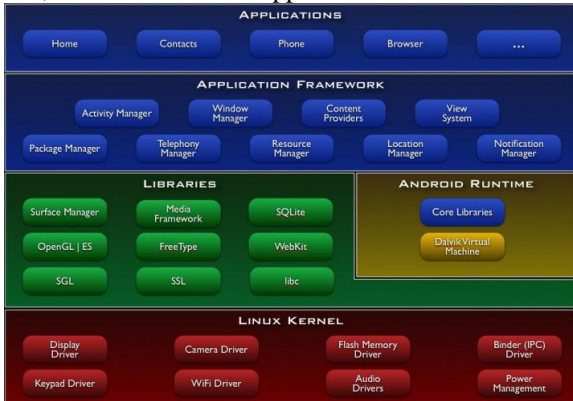 APPLICATIONS
Home Contacts Phone Browser ...
APPLICATION FRAMEWORK
Activity Manager Window Manager Content Providers View System
Package Manager Telephony Manager Resource Manager Location Manager Notification Manager
LIBRARIES
Surface Manager Media Framework SQLite
OpenGL | ES FreeType WebKit
SGL SSL libc
ANDROID RUNTIME
Core Libraries
Dalvik Virtual Machine
LINUX KERNEL
Display Driver Camera Driver Flash Memory Driver Binder (IPC) Driver
Keypad Driver WiFi Driver Audio Drivers Power Management